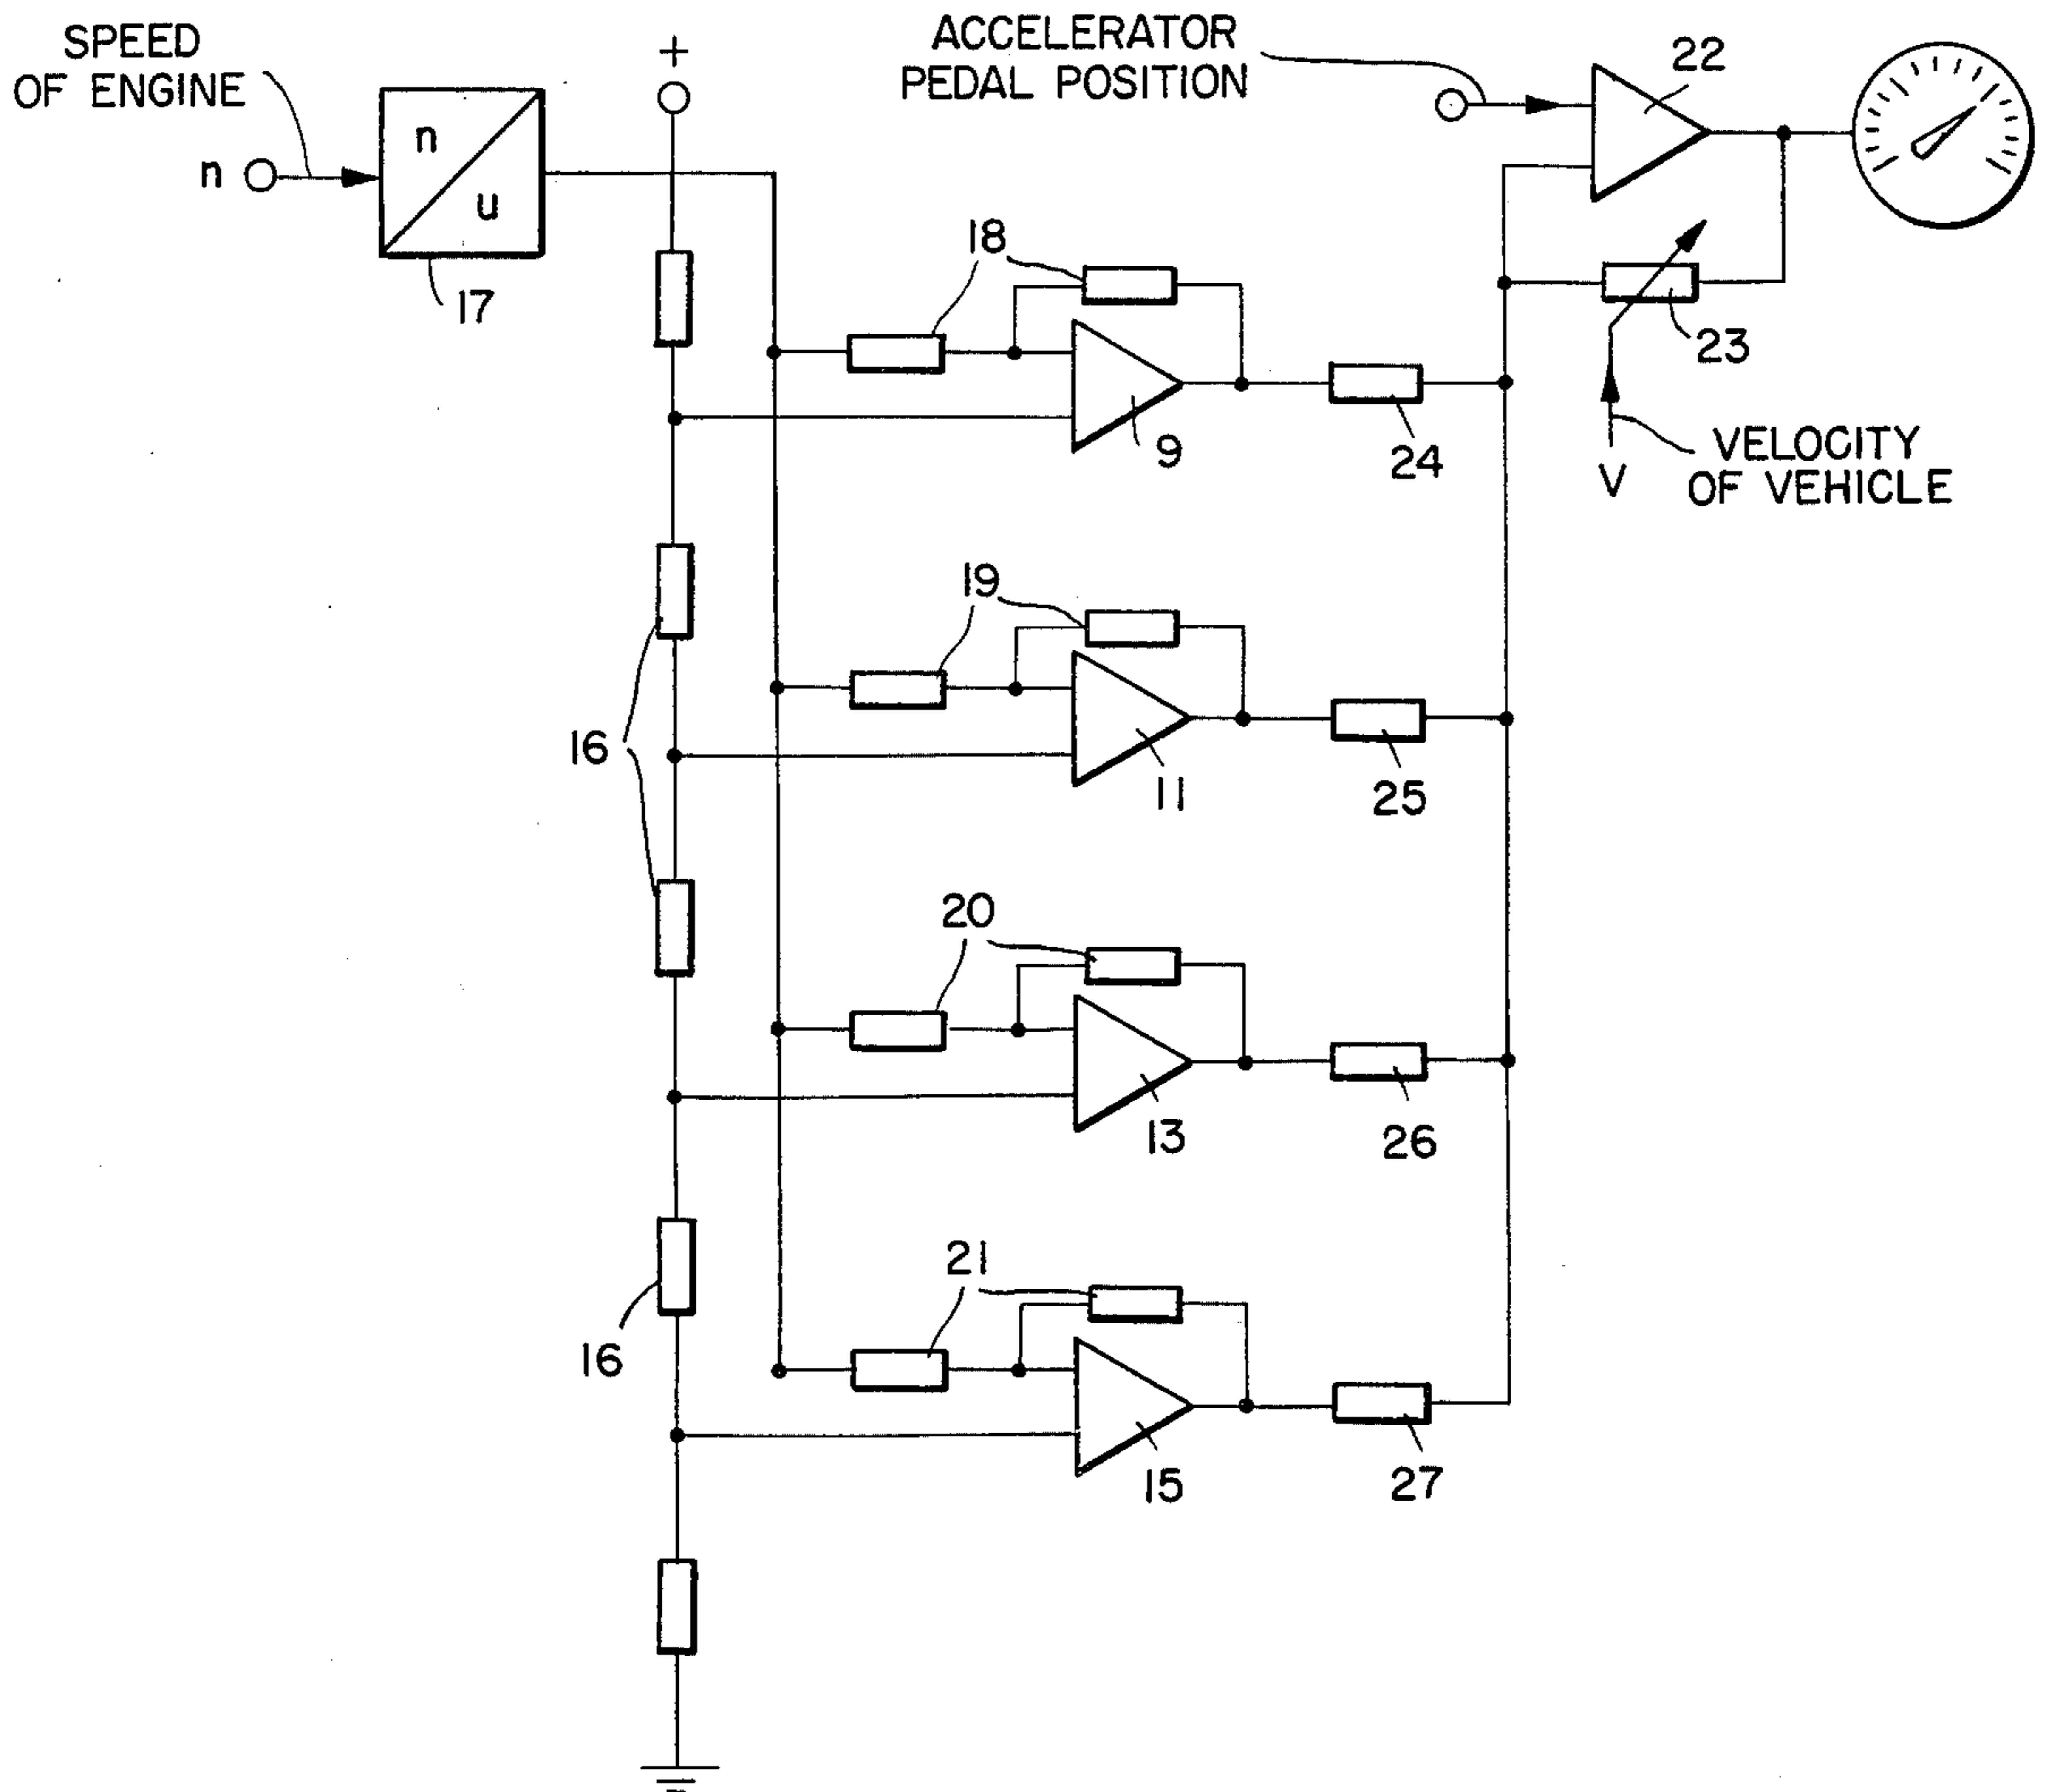 SPEED
OF ENGINE
+
ACCELERATOR
PEDAL POSITION
22
n
n
u
17
18
9
24
23
V
VELOCITY
OF VEHICLE
19
16
11
25
20
13
26
21
16
15
27